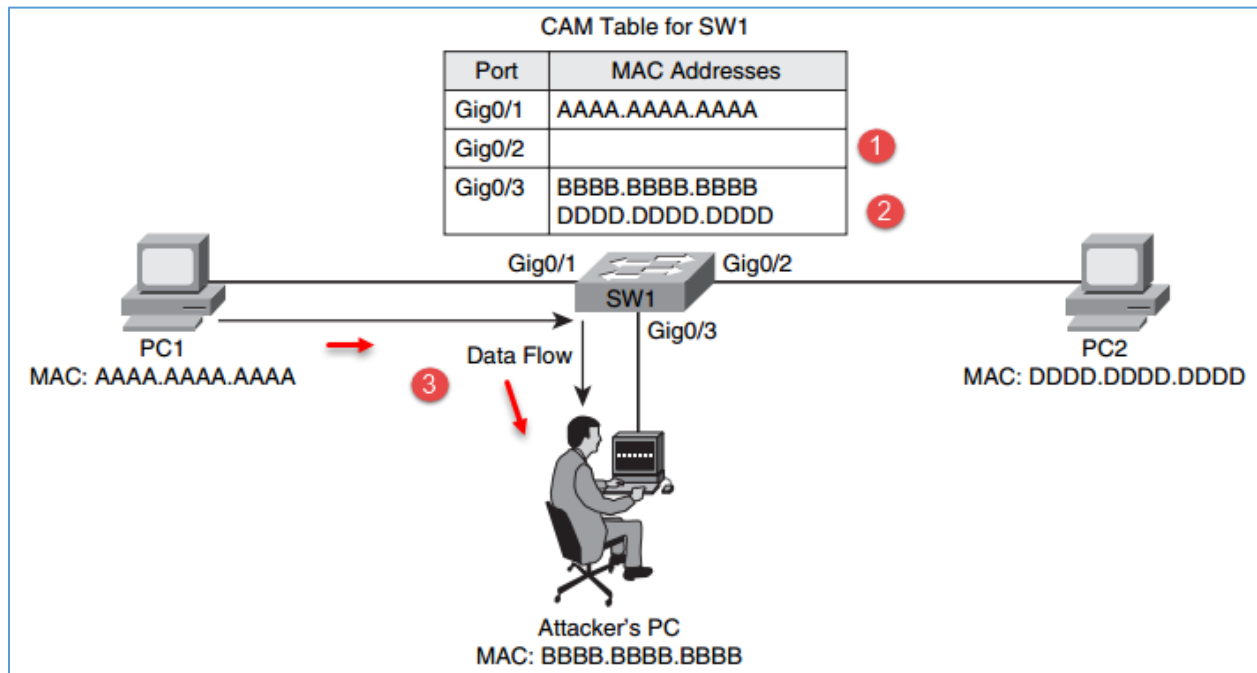 CAM Table for SW1
Port MAC Addresses
Gig0/1 AAAA.AAAA.AAAA
Gig0/2
1
Gig0/3 BBBB.BBBB.BBBB
DDDD.DDDD.DDDD
2
Gig0/1 Gig0/2
SW1
Gig0/3
PC1
MAC: AAAA.AAAA.AAAA
Data Flow
3
PC2
MAC: DDDD.DDDD.DDDD
Attacker's PC
MAC: BBBB.BBBB.BBBB